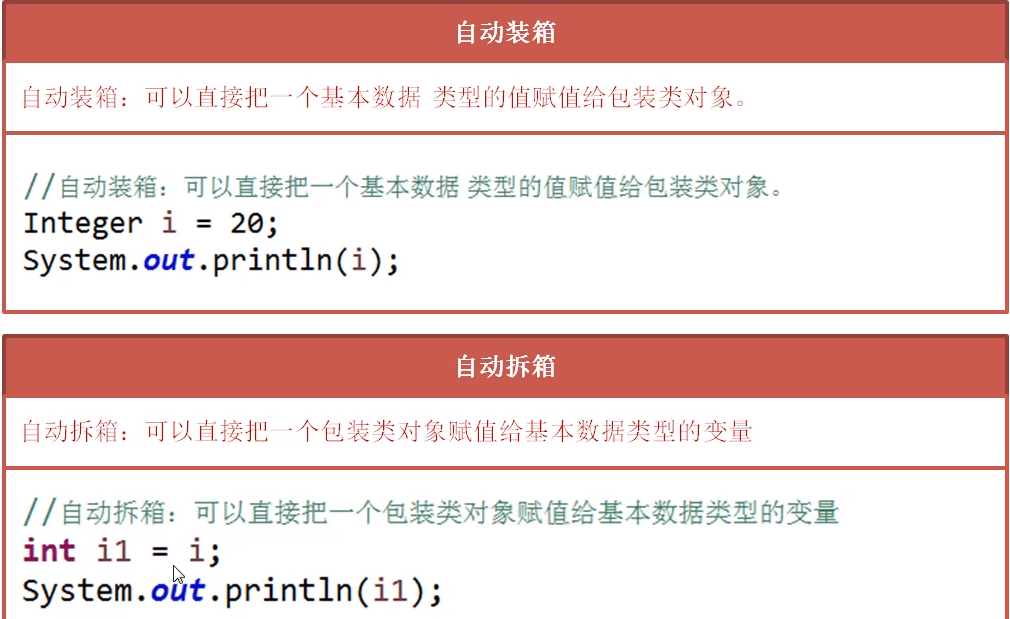 自动装箱
自动装箱：可以直接把一个基本数据 类型的值赋值给包装类对象。
//自动装箱：可以直接把一个基本数据 类型的值赋值给包装类对象。
Integer i = 20;
System.out.println(i);
自动拆箱
自动拆箱：可以直接把一个包装类对象赋值给基本数据类型的变量
//自动拆箱：可以直接把一个包装类对象赋值给基本数据类型的变量
int i1 = i;
System.out.println(i1);